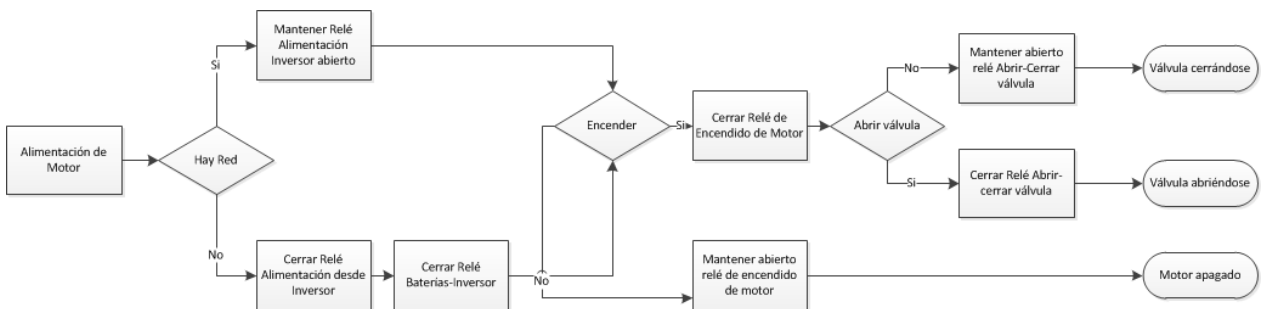 Alimentación de
Motor
Hay Red
Si
Mantener Relé
Alimentación
Inversor abierto
No
Cerrar Relé
Alimentación desde
Inversor
Cerrar Relé
Baterías-Inversor
Encender
Si
Cerrar Relé de
Encendido de Motor
Abrir válvula
No
Mantener abierto
relé Abrir-Cerrar
válvula
Válvula cerrándose
Si
Cerrar Relé Abrir-
cerrar válvula
Válvula abriéndose
No
Mantener abierto
relé de encendido
de motor
Motor apagado